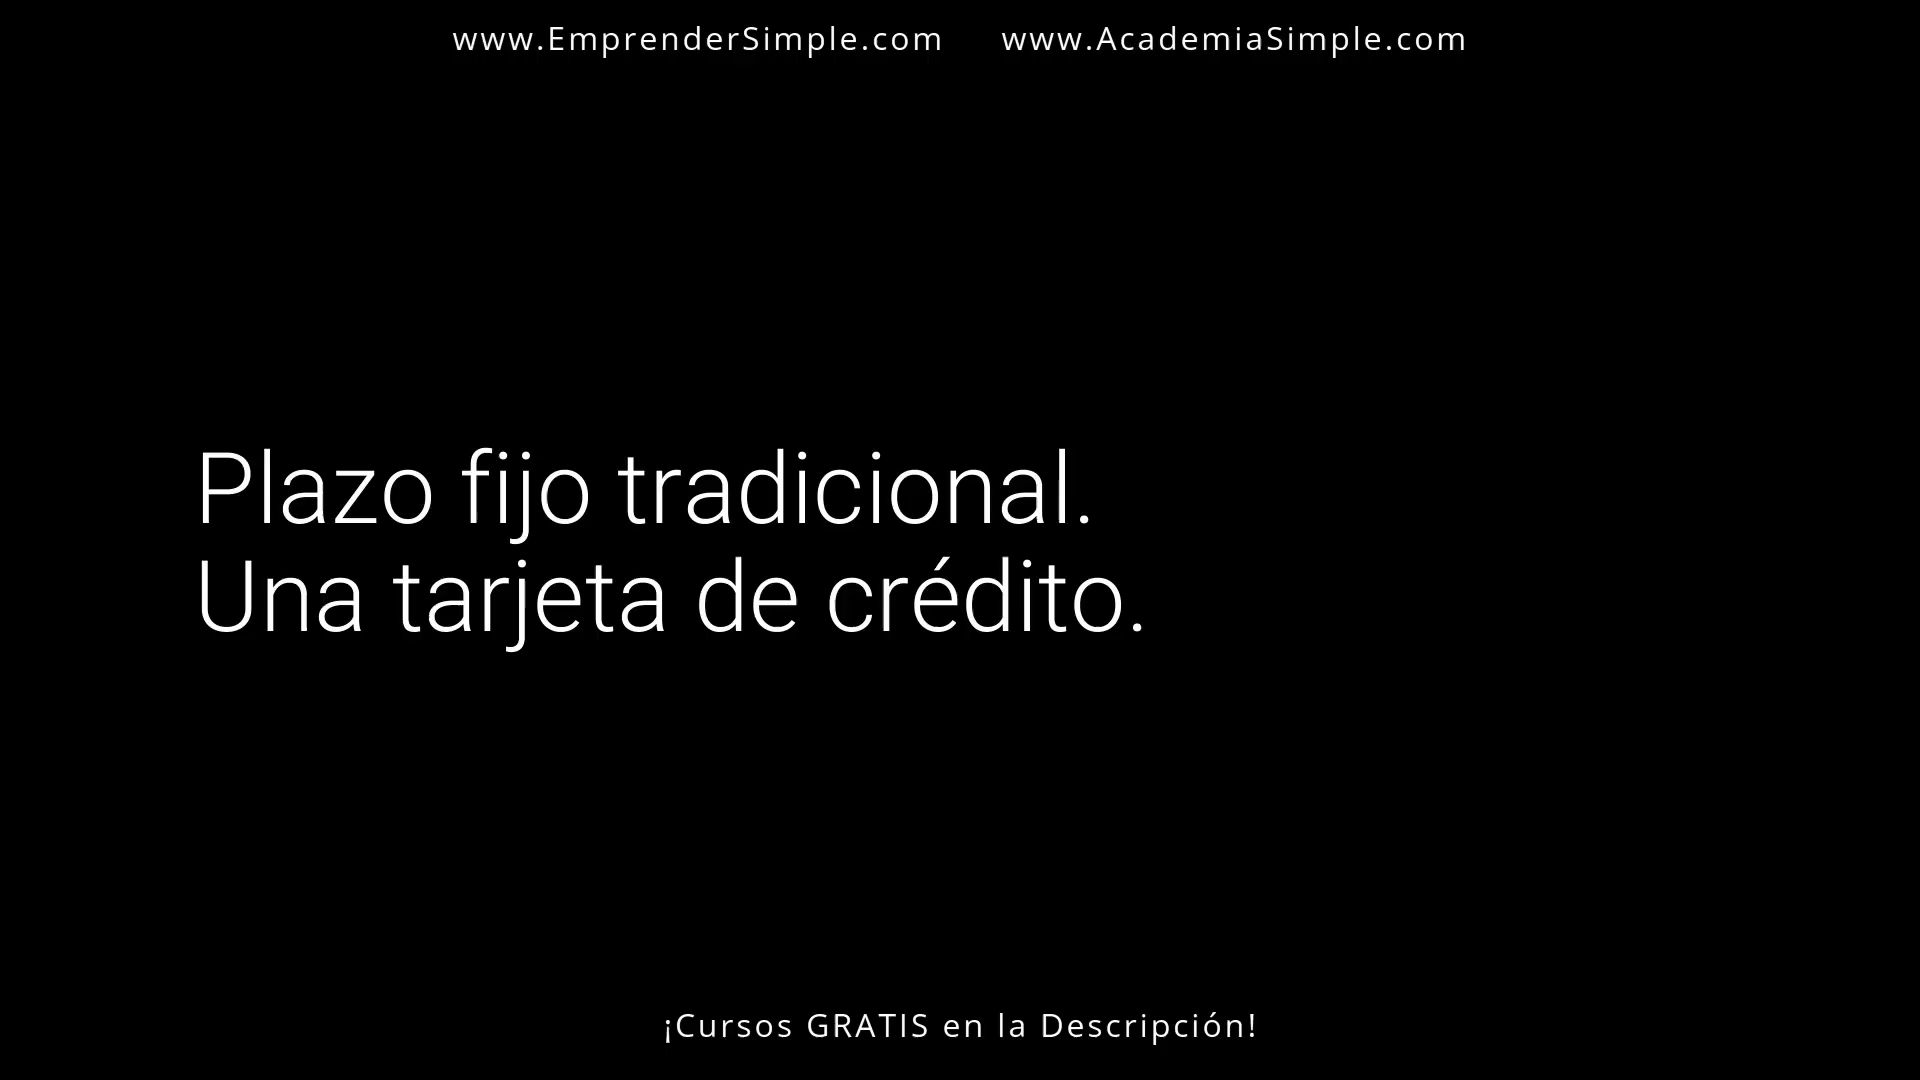 www.EmprenderSimple.com www.AcademiaSimple.com
Plazo fijo tradicional.
Una tarjeta de crédito.
¡Cursos GRATIS en la Descripción!